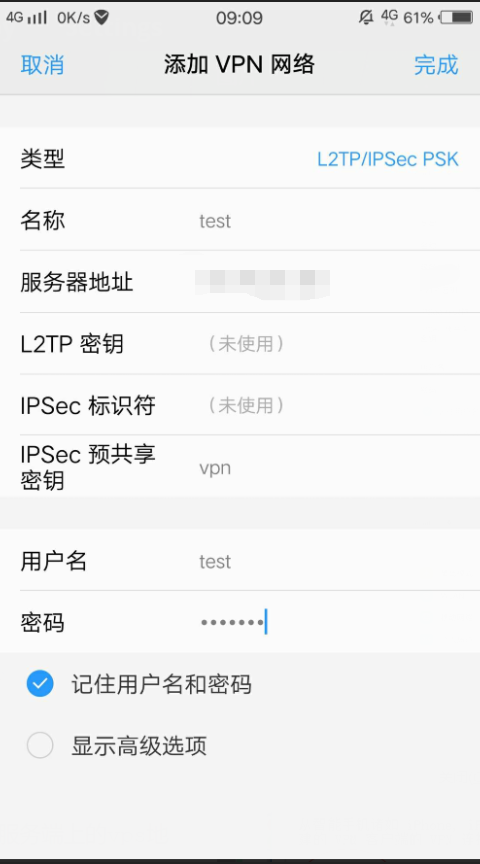 4G 0K/s 09:09 4G 61%
取消 添加 VPN 网络 完成
类型 L2TP/IPSec PSK
名称 test
服务器地址
L2TP 密钥 （未使用）
IPSec 标识符 （未使用）
IPSec 预共享
密钥 vpn
用户名 test
密码 •••••••
记住用户名和密码
显示高级选项